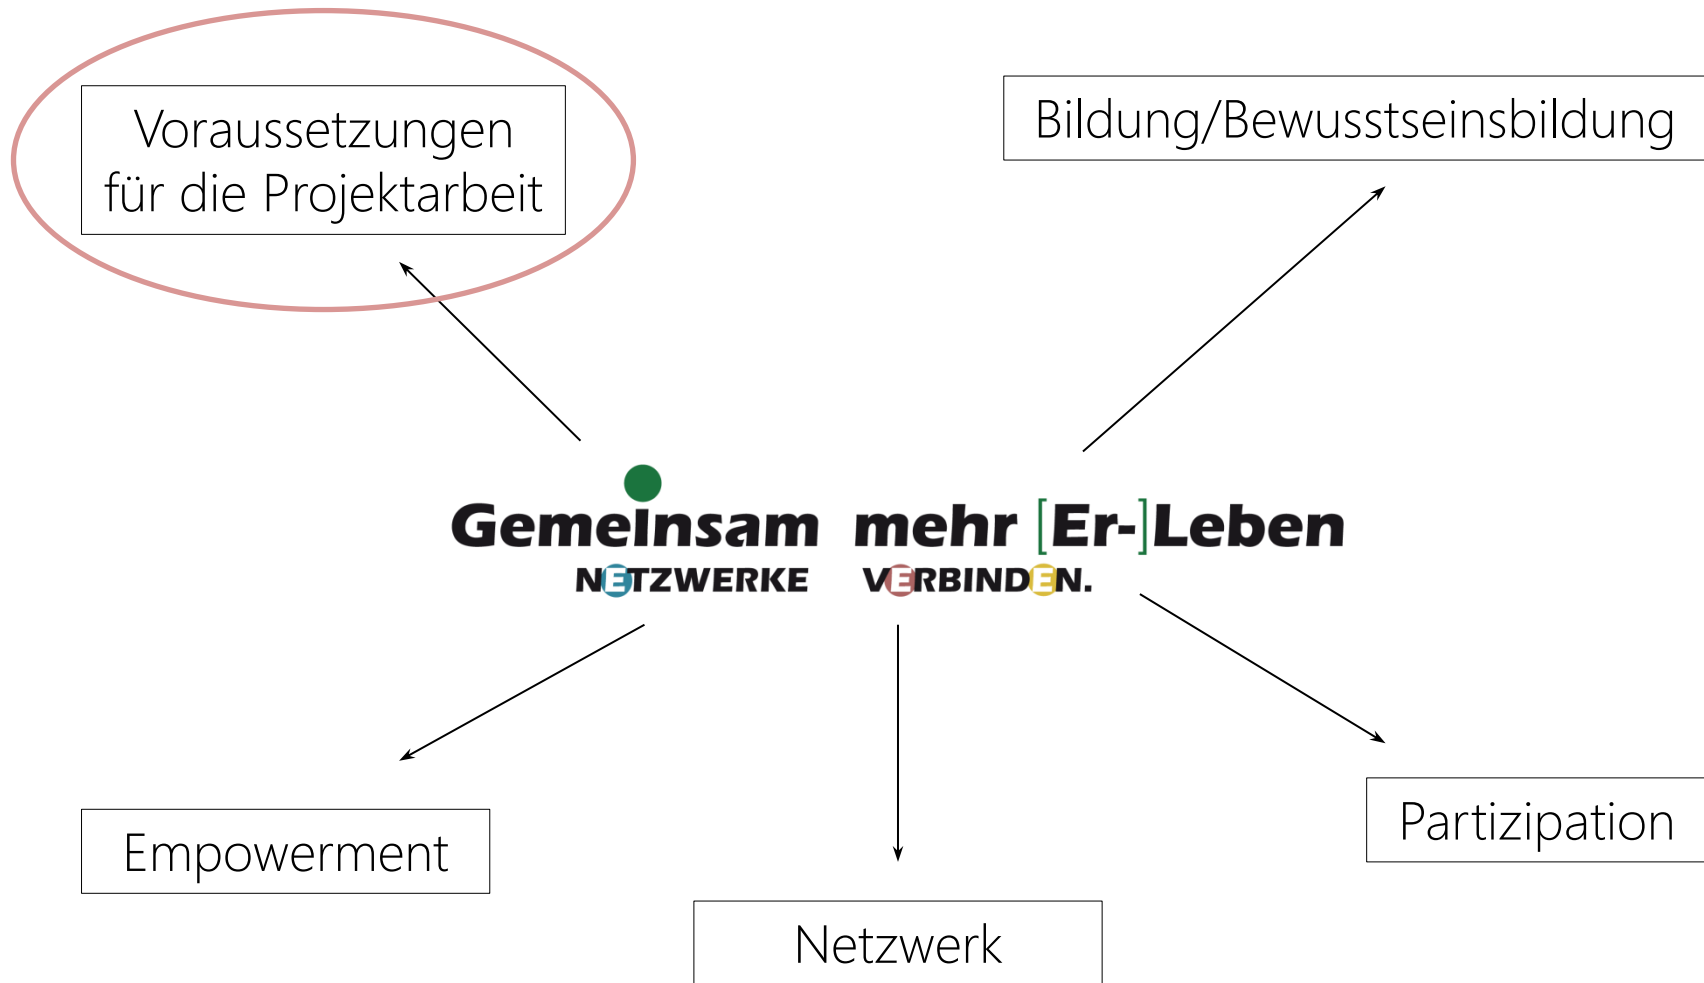 Voraussetzungen
für die Projektarbeit
Bildung/Bewusstseinsbildung
Gemeinsam mehr [Er-]Leben
NETZWERKE VERBINDEN.
Empowerment
Partizipation
Netzwerk